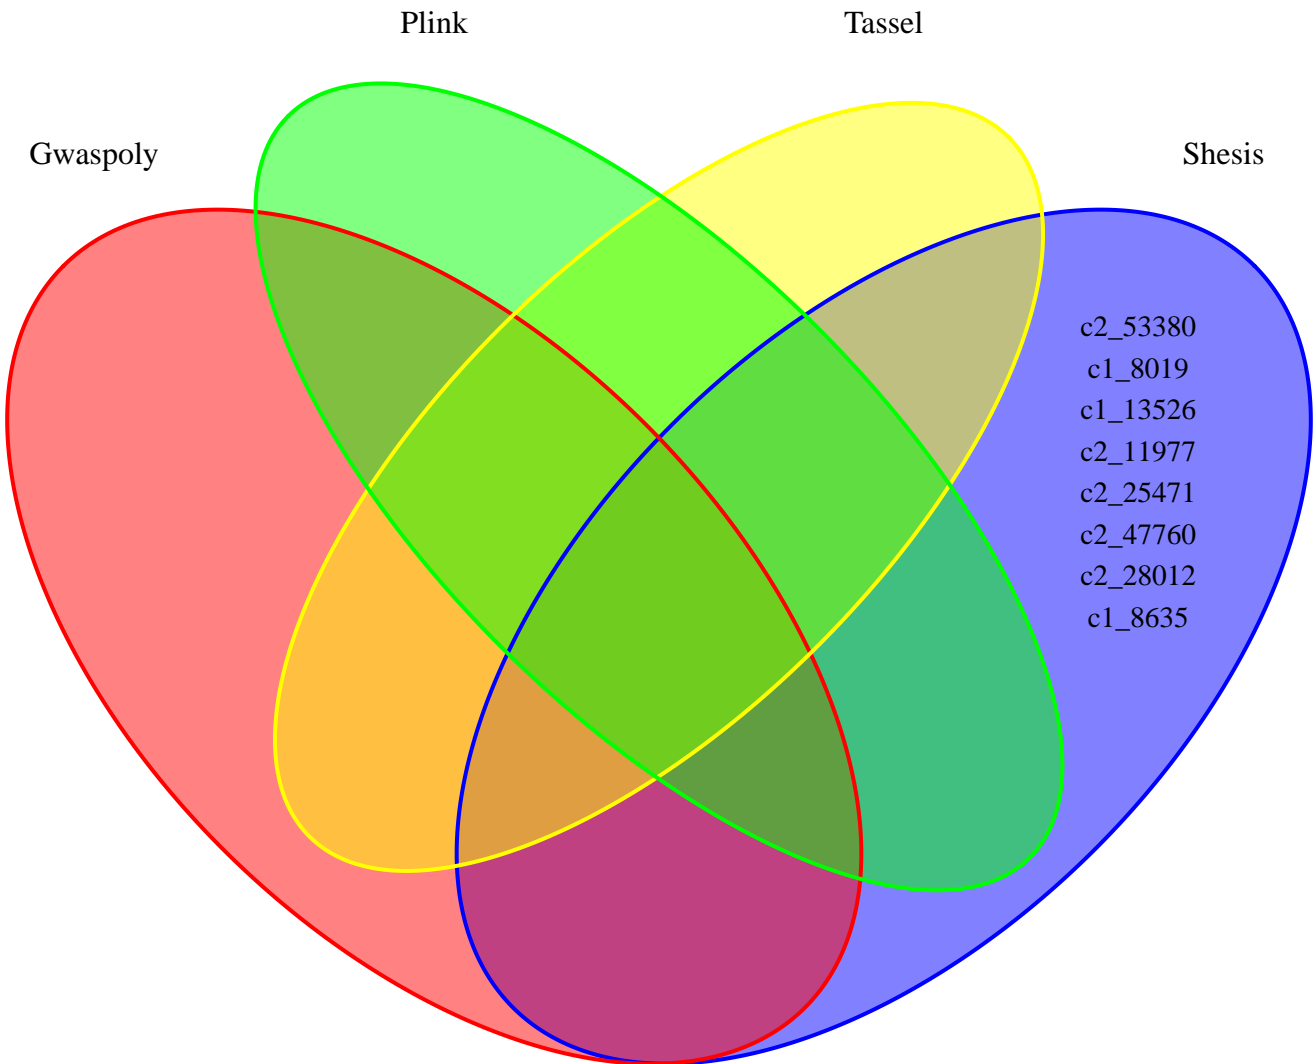 Plink
Tassel
Gwaspoly
Shesis
c2_53380
c1_8019
c1_13526
c2_11977
c2_25471
c2_47760
c2_28012
c1_8635